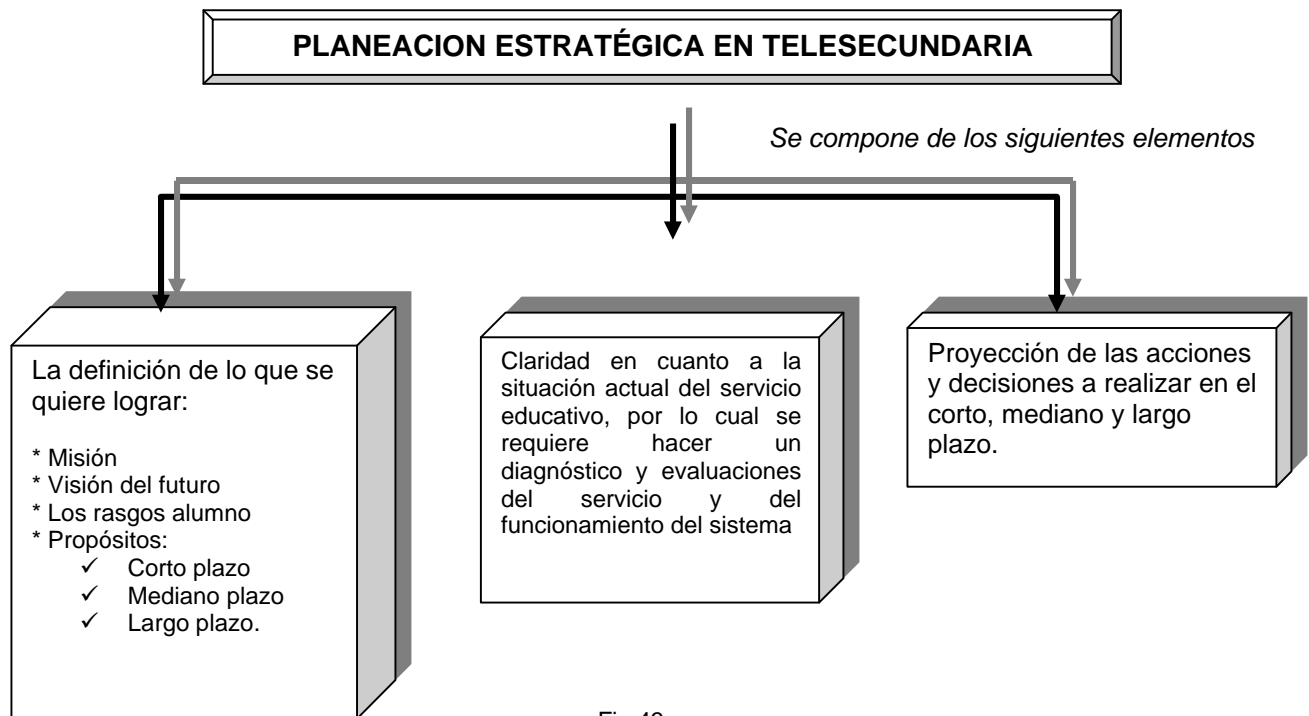 PLANEACION ESTRATÉGICA EN TELESECUNDARIA
Se compone de los siguientes elementos
La definición de lo que se
quiere lograr:
* Misión
* Visión del futuro
* Los rasgos alumno
* Propósitos:
✓ Corto plazo
✓ Mediano plazo
✓ Largo plazo.
Claridad en cuanto a la
situación actual del servicio
educativo, por lo cual se
requiere hacer un
diagnóstico y evaluaciones
del servicio y del
funcionamiento del sistema
Proyección de las acciones
y decisiones a realizar en el
corto, mediano y largo
plazo.